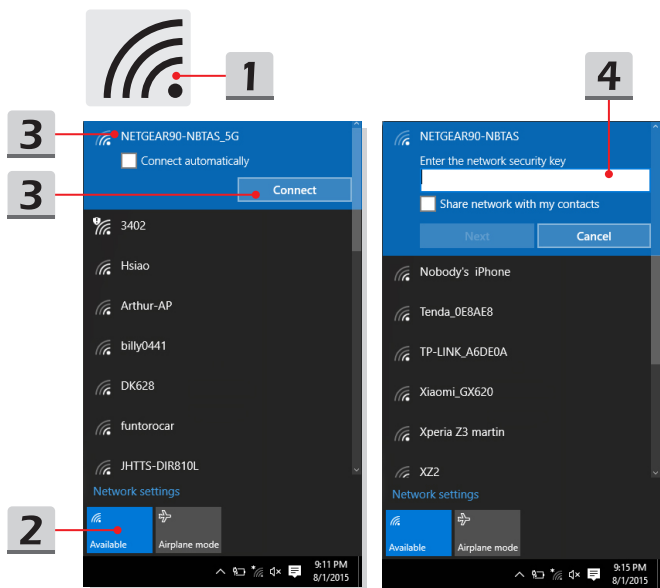 1
3
NETGEAR90-NBTAS_5G
Connect automatically
3
Connect
3402
Hsiao
Arthur-AP
billy0441
DK628
funtorocar
JHTTS-DIR810L
Network settings
2
Available
Airplane mode
9:11 PM
8/1/2015
4
NETGEAR90-NBTAS
Enter the network security key
Share network with my contacts
Next
Cancel
Nobody's iPhone
Tenda_0E8AE8
TP-LINK_A6DE0A
Xiaomi_GX620
Xperia Z3 martin
XZ2
Network settings
Available
Airplane mode
9:15 PM
8/1/2015